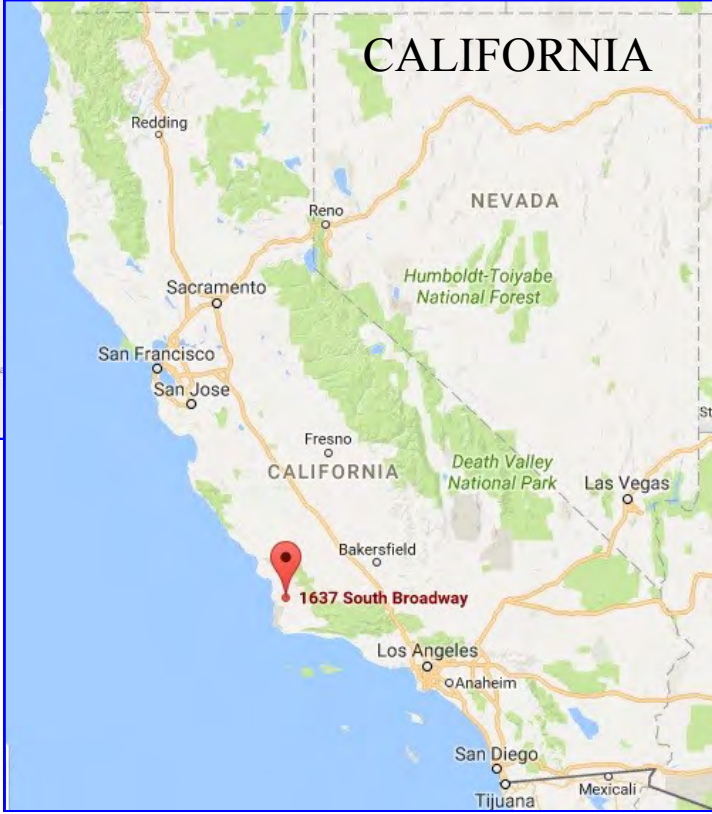 CALIFORNIA
Redding
Reno
NEVADA
Humboldt-Toiyabe
National Forest
Sacramento
San Francisco
San Jose
St
Fresno
CALIFORNIA
Death Valley
National Park
Las Vegas
Bakersfield
1637 South Broadway
Los Angeles
Anaheim
San Diego
Tijuana
Mexicali